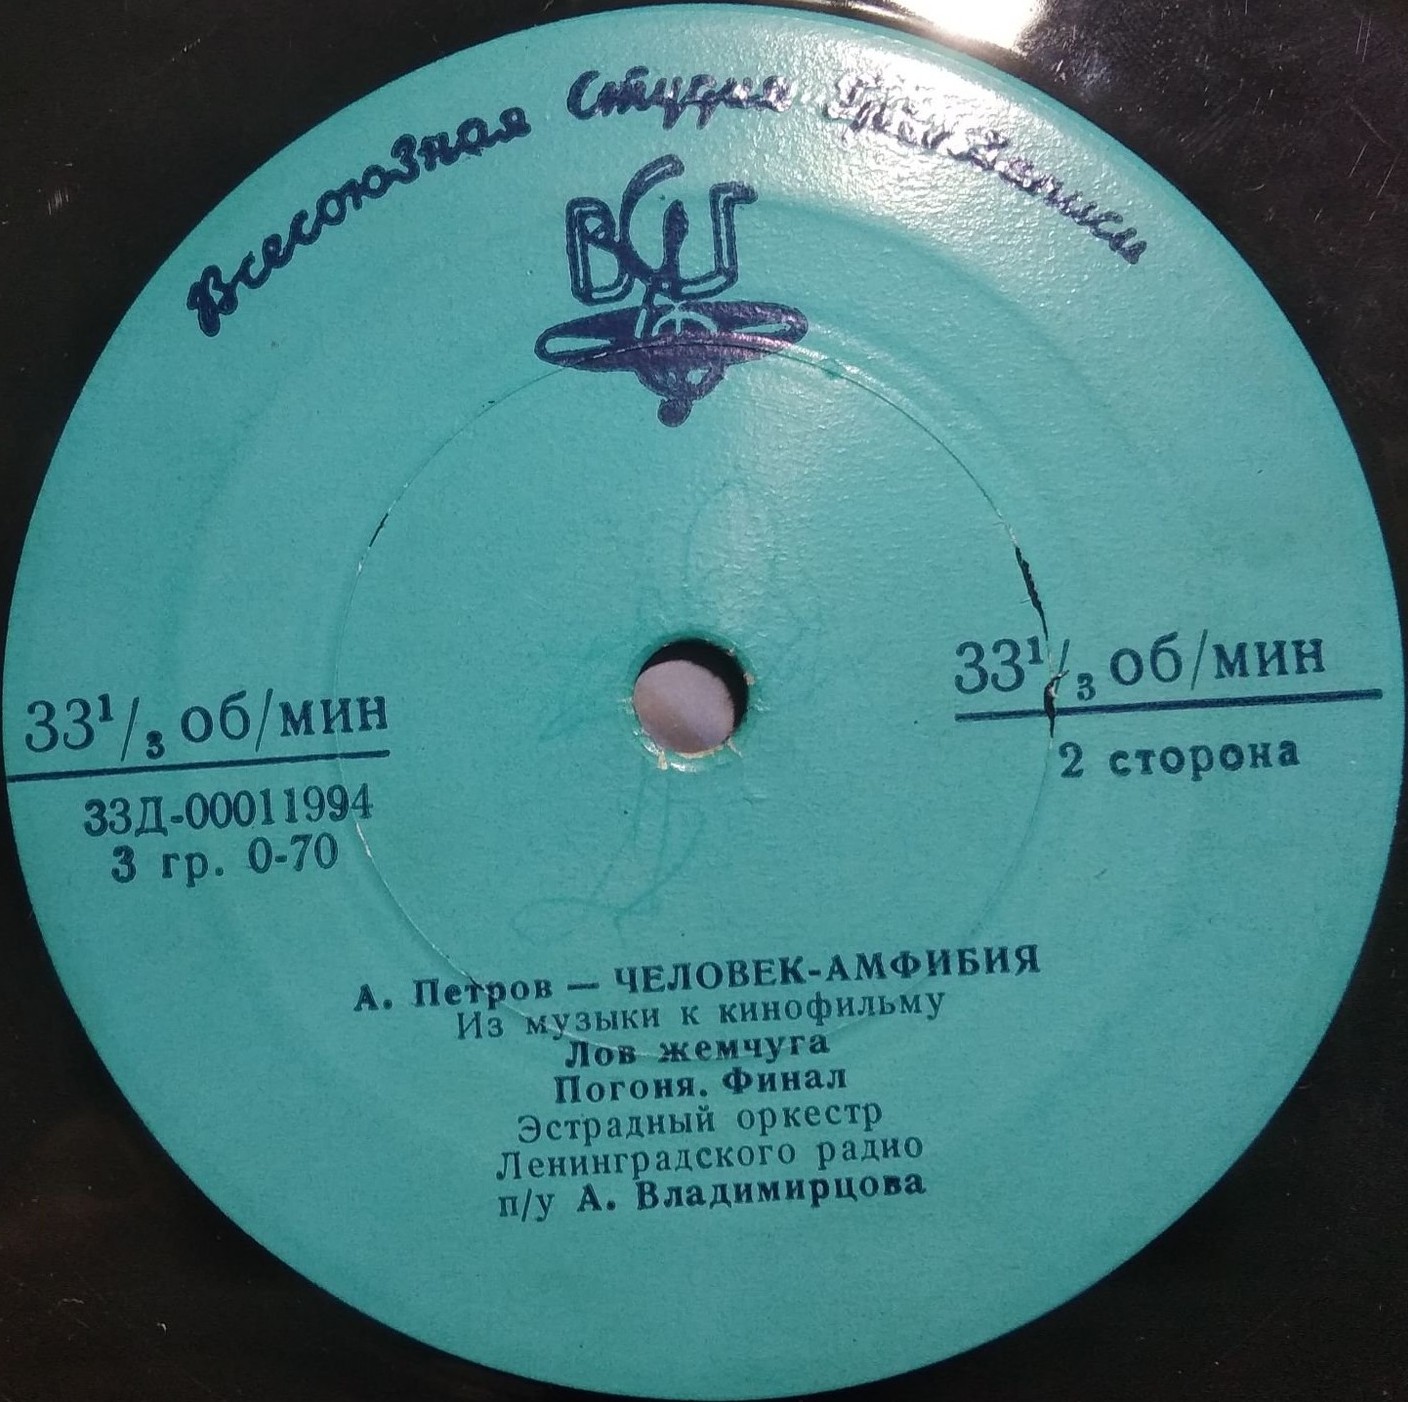 Всесоюзная Студия Грамзаписи
ВСГ
33¹/₃ об/мин
33Д-00011994
3 гр. 0-70
33¹/₃ об/мин
2 сторона
А. Петров — ЧЕЛОВЕК-АМФИБИЯ
Из музыки к кинофильму
Лов жемчуга
Погоня. Финал
Эстрадный оркестр
Ленинградского радио
п/у А. Владимирцова